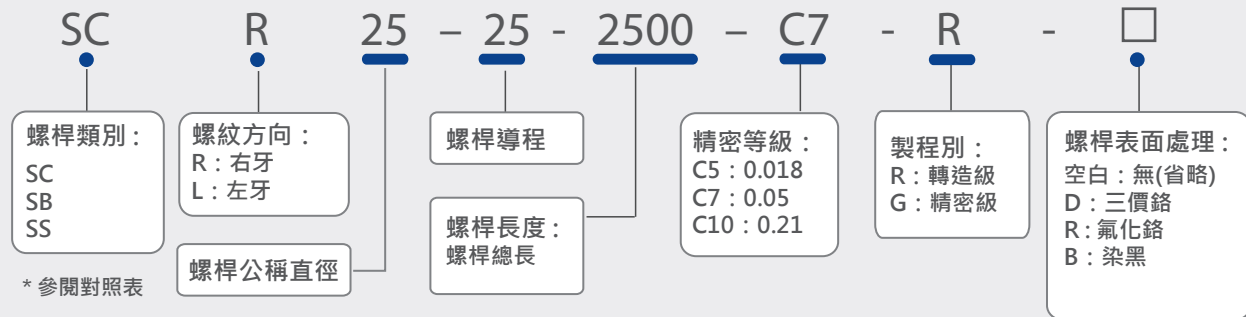 SC R 25 – 25 - 2500 – C7 - R - □
螺桿類別：
SC
SB
SS
* 參閱對照表
螺紋方向：
R：右牙
L：左牙
螺桿公稱直徑
螺桿導程
螺桿長度：
螺桿總長
精密等級：
C5：0.018
C7：0.05
C10：0.21
製程別：
R：轉造級
G：精密級
螺桿表面處理：
空白：無(省略)
D：三價鉻
R：氟化鉻
B：染黑